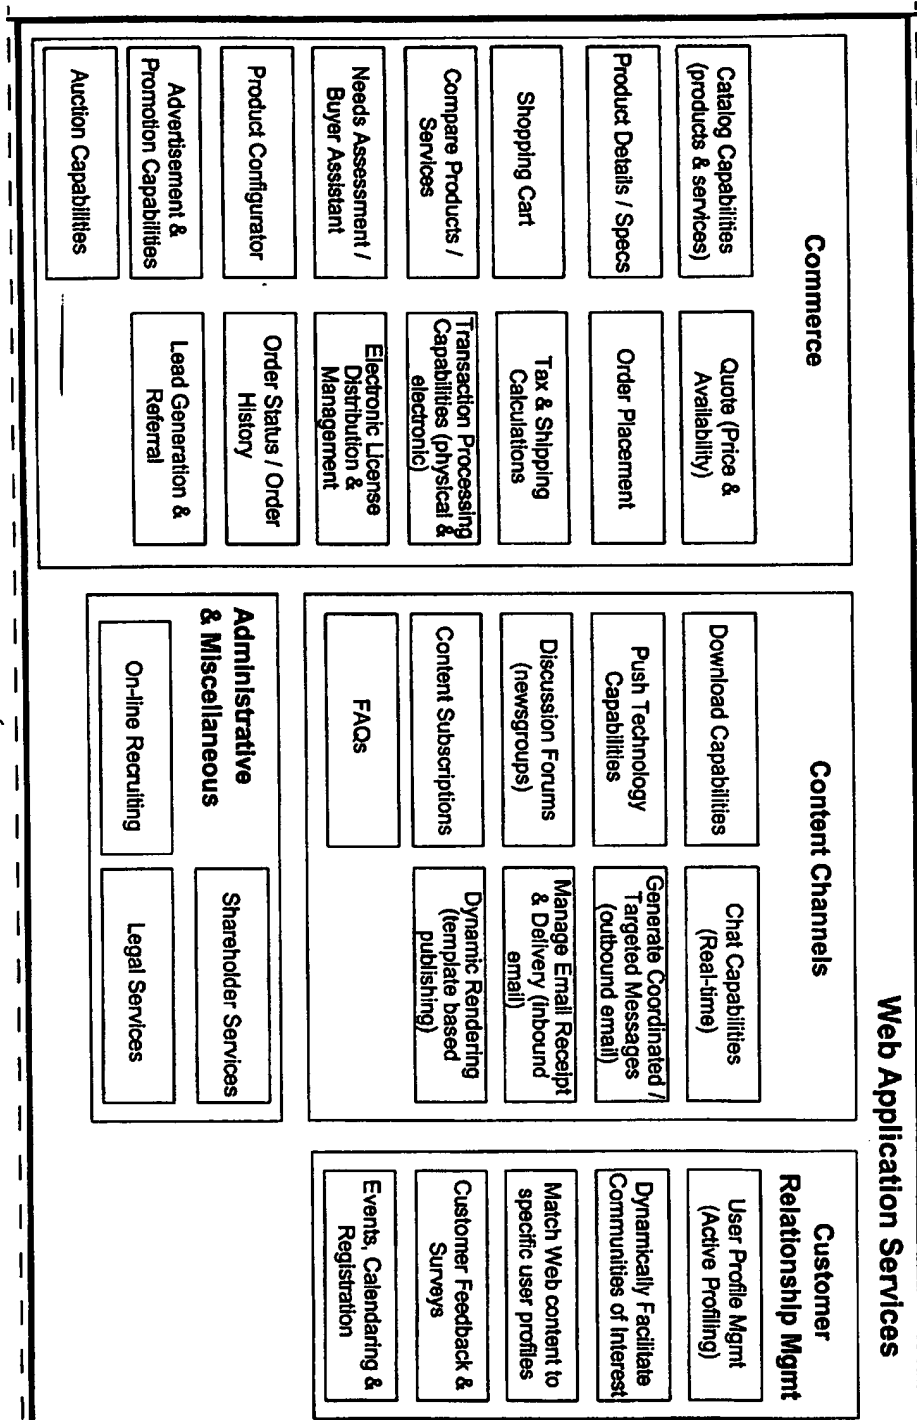 Web Application Services
Commerce
Catalog Capabilities
(products & services)
Quote (Price &
Availability)
Product Details / Specs
Order Placement
Shopping Cart
Tax & Shipping
Calculations
Compare Products /
Services
Transaction Processing
Capabilities (physical &
electronic)
Needs Assessment /
Buyer Assistant
Electronic License
Distribution &
Management
Product Configurator
Order Status / Order
History
Advertisement &
Promotion Capabilities
Lead Generation &
Referral
Auction Capabilities
Content Channels
Download Capabilities
Chat Capabilities
(Real-time)
Push Technology
Capabilities
Generate Coordinated /
Targeted Messages
(outbound email)
Discussion Forums
(newsgroups)
Manage Email Receipt
& Delivery (Inbound
email)
Content Subscriptions
Dynamic Rendering
(template based
publishing)
FAQs
Administrative
& Miscellaneous
Shareholder Services
On-line Recruiting
Legal Services
Customer
Relationship Mgmt
User Profile Mgmt
(Active Profiling)
Dynamically Facilitate
Communities of Interest
Match Web content to
specific user profiles
Customer Feedback &
Surveys
Events, Calendaring &
Registration